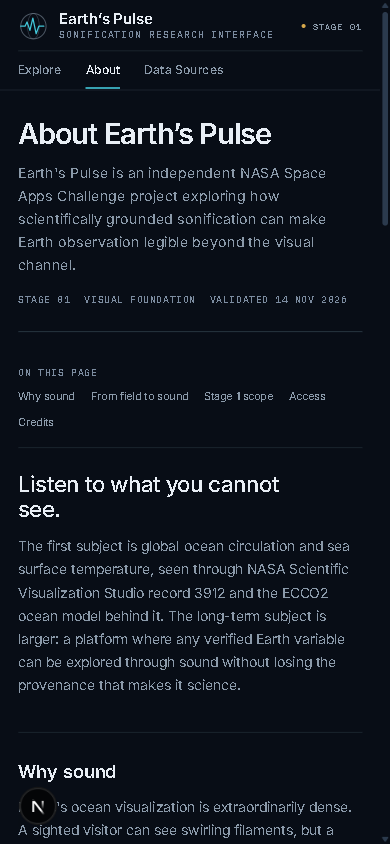 Earth’s Pulse
SONIFICATION RESEARCH INTERFACE
STAGE 01
Explore About Data Sources
About Earth’s Pulse
Earth’s Pulse is an independent NASA Space
Apps Challenge project exploring how
scientifically grounded sonification can make
Earth observation legible beyond the visual
channel.
STAGE 01 VISUAL FOUNDATION VALIDATED 14 NOV 2026
ON THIS PAGE
Why sound From field to sound Stage 1 scope Access
Credits
Listen to what you cannot
see.
The first subject is global ocean circulation and sea
surface temperature, seen through NASA Scientific
Visualization Studio record 3912 and the ECCO2
ocean model behind it. The long-term subject is
larger: a platform where any verified Earth variable
can be explored through sound without losing the
provenance that makes it science.
Why sound
N
’s ocean visualization is extraordinarily dense.
A sighted visitor can see swirling filaments, but a